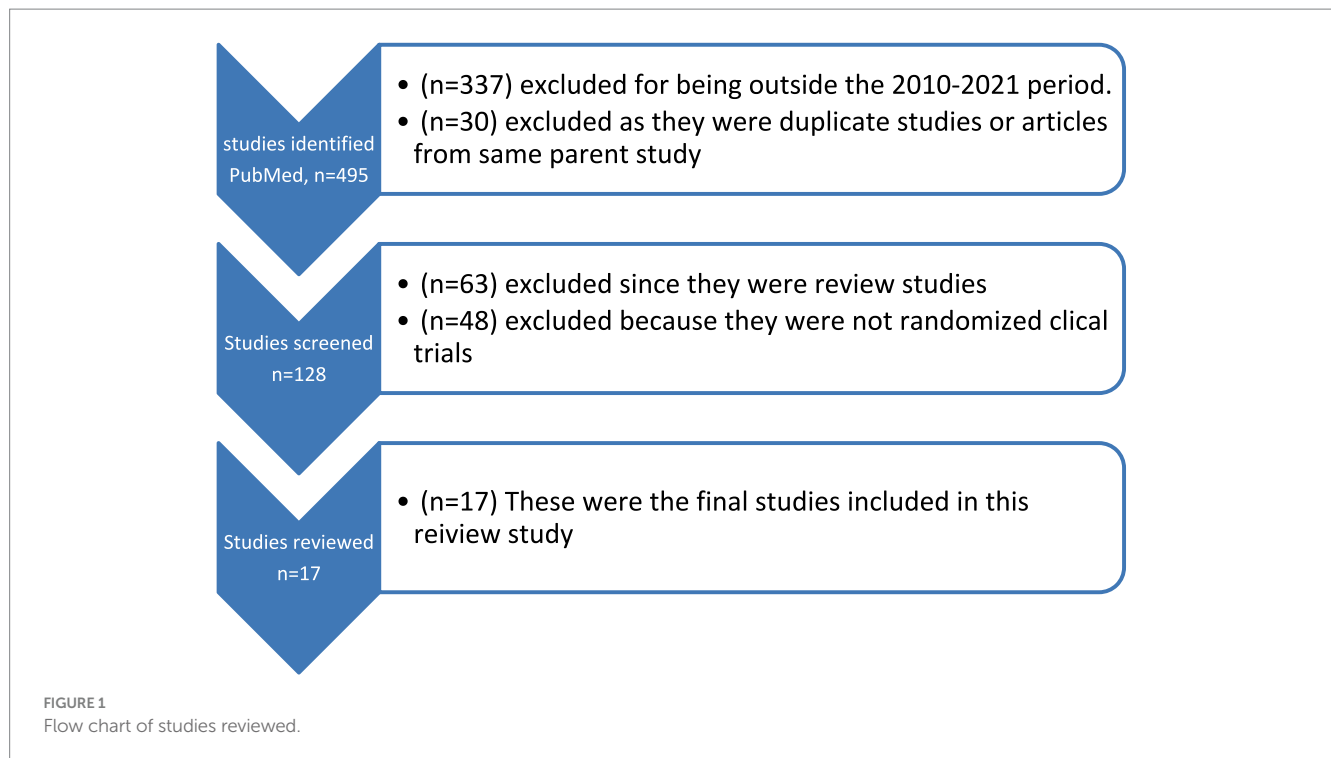 studies identified
PubMed, n=495
• (n=337) excluded for being outside the 2010-2021 period.
• (n=30) excluded as they were duplicate studies or articles
from same parent study
Studies screened
n=128
• (n=63) excluded since they were review studies
• (n=48) excluded because they were not randomized clical
trials
Studies reviewed
n=17
• (n=17) These were the final studies included in this
reiview study
FIGURE 1
Flow chart of studies reviewed.